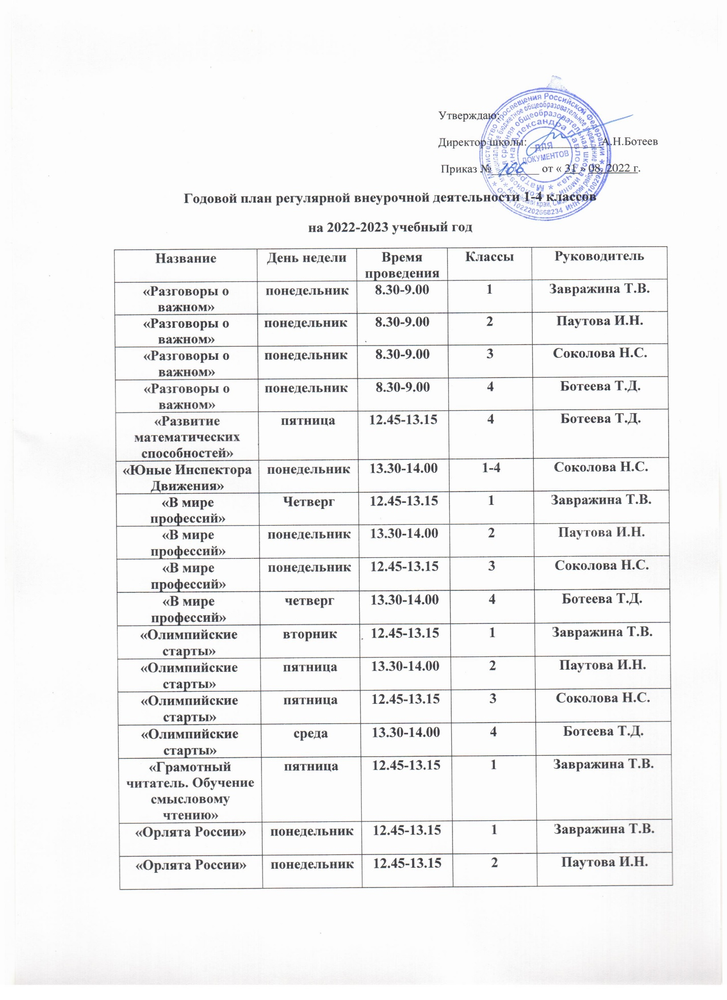 Утверждаю:
Директор школы: ____________ А.Н.Ботеев
Приказ № 166 от « 31 » 08. 2022 г.
Министерство просвещения Российской Федерации
ДЛЯ
ДОКУМЕНТОВ
ОГРН 1022202668234 ИНН
Годовой план регулярной внеурочной деятельности 1-4 классов
на 2022-2023 учебный год
Название День недели Время Классы Руководитель
проведения
«Разговоры о понедельник 8.30-9.00 1 Завражина Т.В.
важном»
«Разговоры о понедельник 8.30-9.00 2 Паутова И.Н.
важном»
«Разговоры о понедельник 8.30-9.00 3 Соколова Н.С.
важном»
«Разговоры о понедельник 8.30-9.00 4 Ботеева Т.Д.
важном»
«Развитие пятница 12.45-13.15 4 Ботеева Т.Д.
математических
способностей»
«Юные Инспектора понедельник 13.30-14.00 1-4 Соколова Н.С.
Движения»
«В мире Четверг 12.45-13.15 1 Завражина Т.В.
профессий»
«В мире понедельник 13.30-14.00 2 Паутова И.Н.
профессий»
«В мире понедельник 12.45-13.15 3 Соколова Н.С.
профессий»
«В мире четверг 13.30-14.00 4 Ботеева Т.Д.
профессий»
«Олимпийские вторник 12.45-13.15 1 Завражина Т.В.
старты»
«Олимпийские пятница 13.30-14.00 2 Паутова И.Н.
старты»
«Олимпийские пятница 12.45-13.15 3 Соколова Н.С.
старты»
«Олимпийские среда 13.30-14.00 4 Ботеева Т.Д.
старты»
«Грамотный пятница 12.45-13.15 1 Завражина Т.В.
читатель. Обучение
смысловому
чтению»
«Орлята России» понедельник 12.45-13.15 1 Завражина Т.В.
«Орлята России» понедельник 12.45-13.15 2 Паутова И.Н.